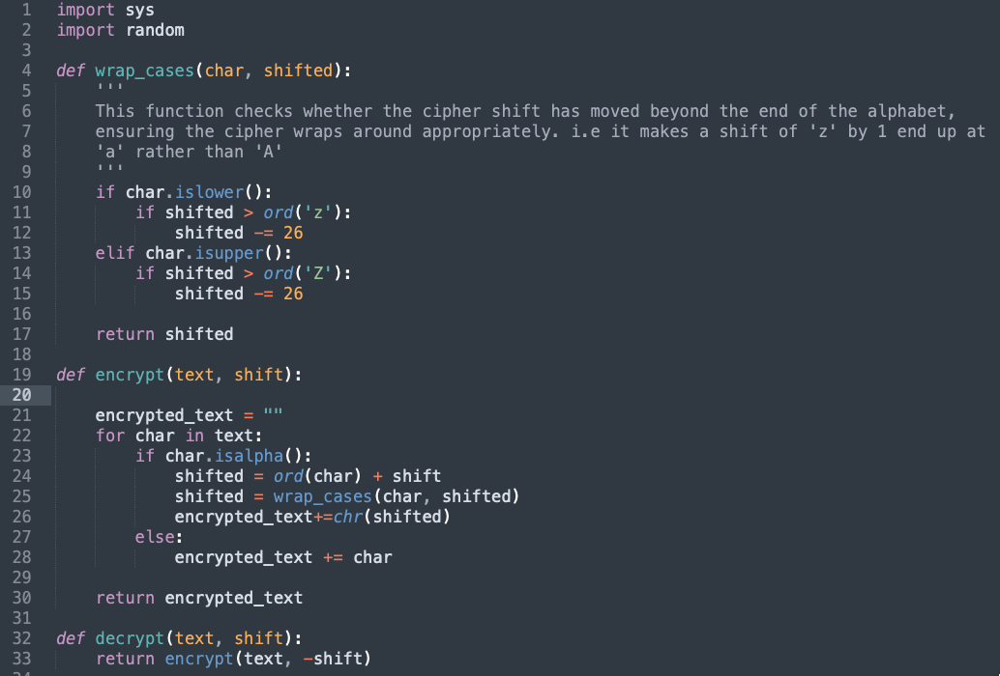 1 import sys
2 import random
3
4 def wrap_cases(char, shifted):
5     '''
6     This function checks whether the cipher shift has moved beyond the end of the alphabet,
7     ensuring the cipher wraps around appropriately. i.e it makes a shift of 'z' by 1 end up at
8     'a' rather than 'A'
9     '''
10     if char.islower():
11         if shifted > ord('z'):
12             shifted -= 26
13     elif char.isupper():
14         if shifted > ord('Z'):
15             shifted -= 26
16
17     return shifted
18
19 def encrypt(text, shift):
20
21     encrypted_text = ""
22     for char in text:
23         if char.isalpha():
24             shifted = ord(char) + shift
25             shifted = wrap_cases(char, shifted)
26             encrypted_text+=chr(shifted)
27         else:
28             encrypted_text += char
29
30     return encrypted_text
31
32 def decrypt(text, shift):
33     return encrypt(text, -shift)